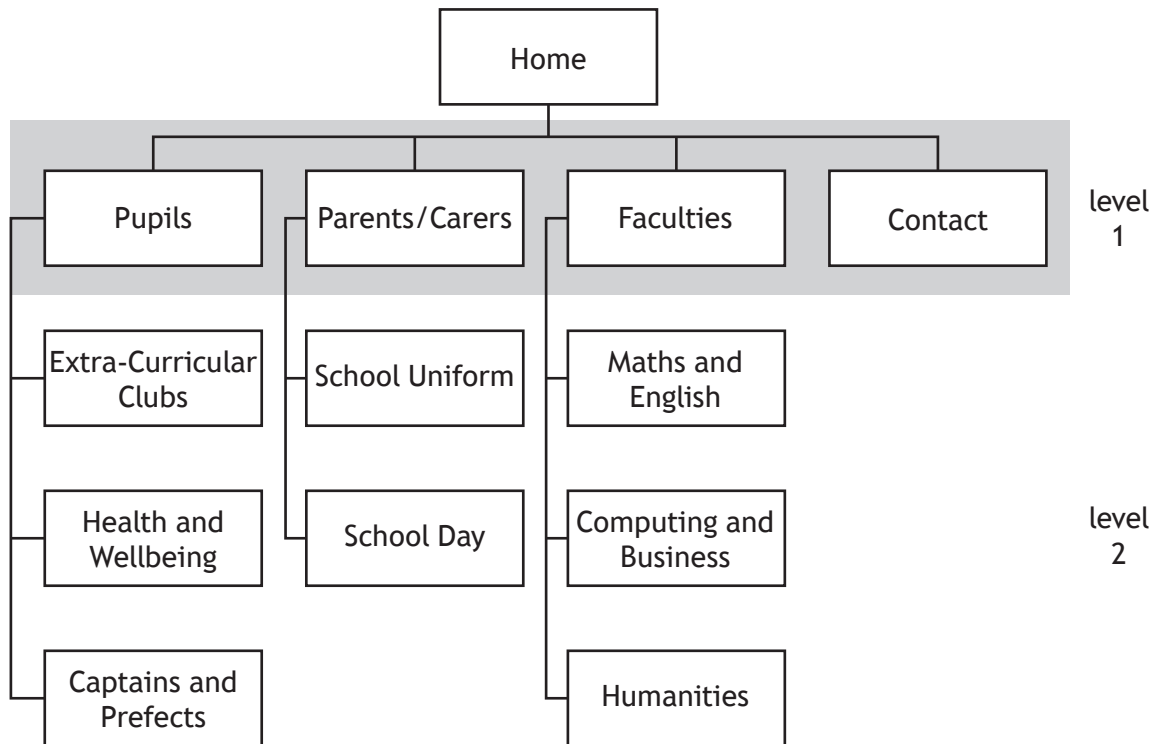 Home
Pupils
Parents/Carers
Faculties
Contact
level
1
Extra-Curricular
Clubs
School Uniform
Maths and
English
Health and
Wellbeing
School Day
Computing and
Business
level
2
Captains and
Prefects
Humanities